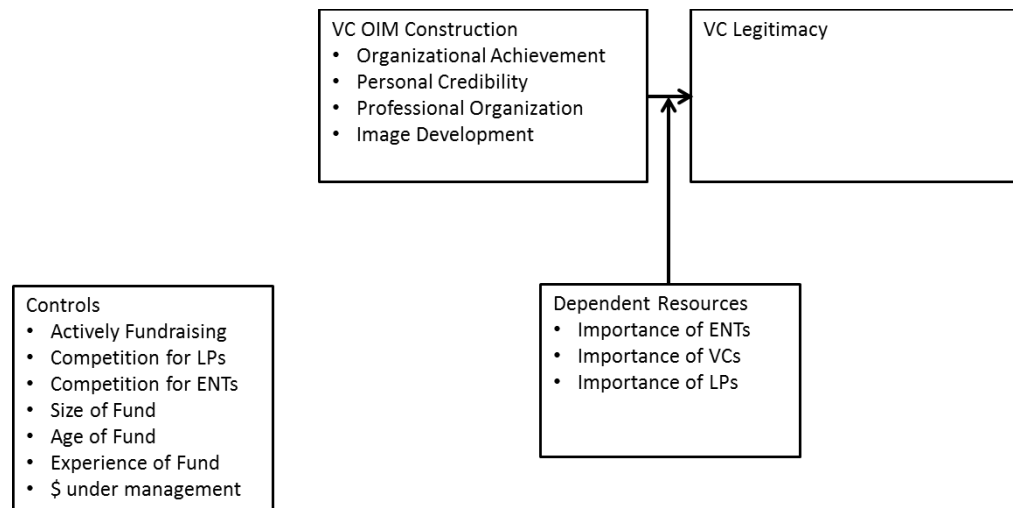 VC OIM Construction
• Organizational Achievement
• Personal Credibility
• Professional Organization
• Image Development
VC Legitimacy
Controls
• Actively Fundraising
• Competition for LPs
• Competition for ENTs
• Size of Fund
• Age of Fund
• Experience of Fund
• $ under management
Dependent Resources
• Importance of ENTs
• Importance of VCs
• Importance of LPs